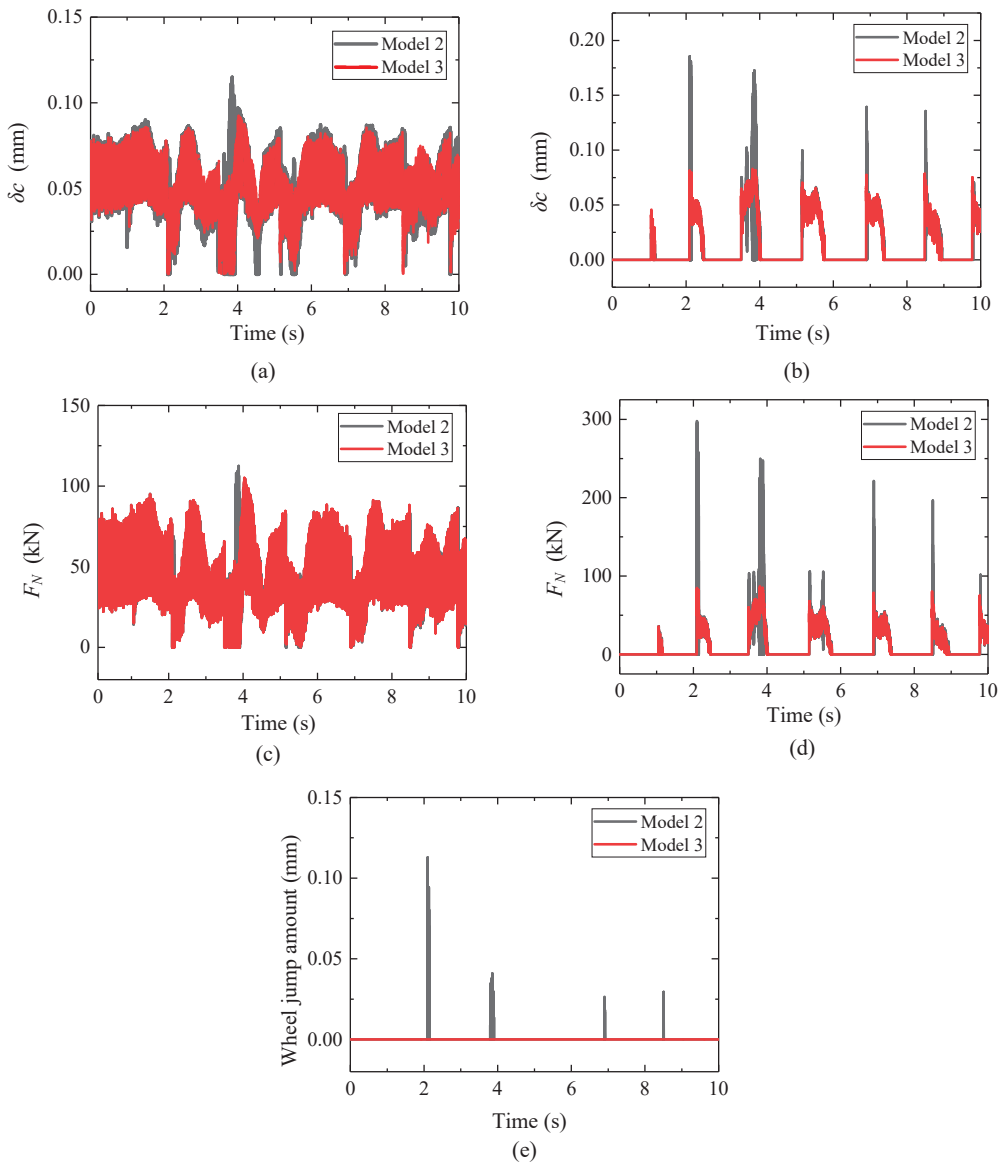 0.15
0.10
0.05
0.00
δc (mm)
Model 2
Model 3
0 2 4 6 8 10
Time (s)
(a)
0.20
0.15
0.10
0.05
0.00
δc (mm)
Model 2
Model 3
0 2 4 6 8 10
Time (s)
(b)
150
100
50
0
F_N (kN)
Model 2
Model 3
0 2 4 6 8 10
Time (s)
(c)
300
200
100
0
F_N (kN)
Model 2
Model 3
0 2 4 6 8 10
Time (s)
(d)
0.15
0.10
0.05
0.00
Wheel jump amount (mm)
Model 2
Model 3
0 2 4 6 8 10
Time (s)
(e)